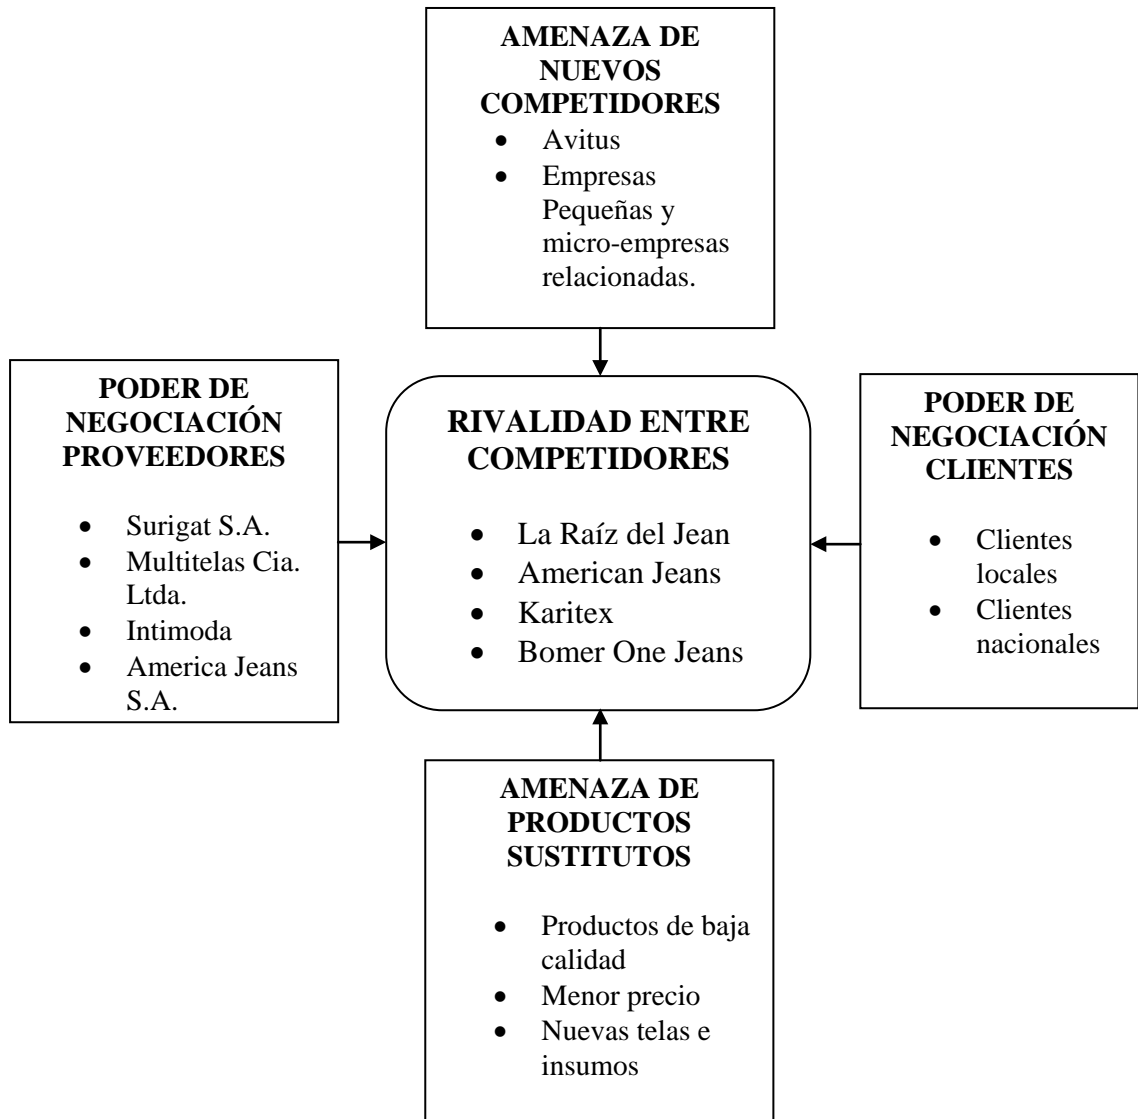 AMENAZA DE
NUEVOS
COMPETIDORES
• Avitus
• Empresas
Pequeñas y
micro-empresas
relacionadas.
PODER DE
NEGOCIACIÓN
PROVEEDORES
• Surigat S.A.
• Multitelas Cia.
Ltda.
• Intimoda
• America Jeans
S.A.
RIVALIDAD ENTRE
COMPETIDORES
• La Raíz del Jean
• American Jeans
• Karitex
• Bomer One Jeans
PODER DE
NEGOCIACIÓN
CLIENTES
• Clientes
locales
• Clientes
nacionales
AMENAZA DE
PRODUCTOS
SUSTITUTOS
• Productos de baja
calidad
• Menor precio
• Nuevas telas e
insumos